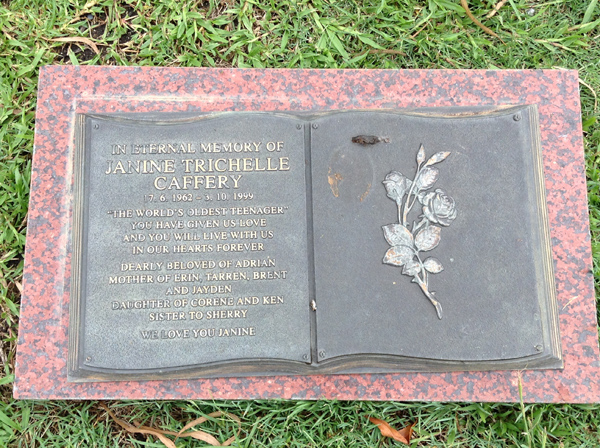 IN ETERNAL MEMORY OF
JANINE TRICHELLE
CAFFERY
17. 6. 1962 - 3. 10. 1999
"THE WORLD'S OLDEST TEENAGER"
YOU HAVE GIVEN US LOVE
AND YOU WILL LIVE WITH US
IN OUR HEARTS FOREVER
DEARLY BELOVED OF ADRIAN
MOTHER OF ERIN, TARREN, BRENT
AND JAYDEN
DAUGHTER OF CORENE AND KEN
SISTER TO SHERRY
WE LOVE YOU JANINE